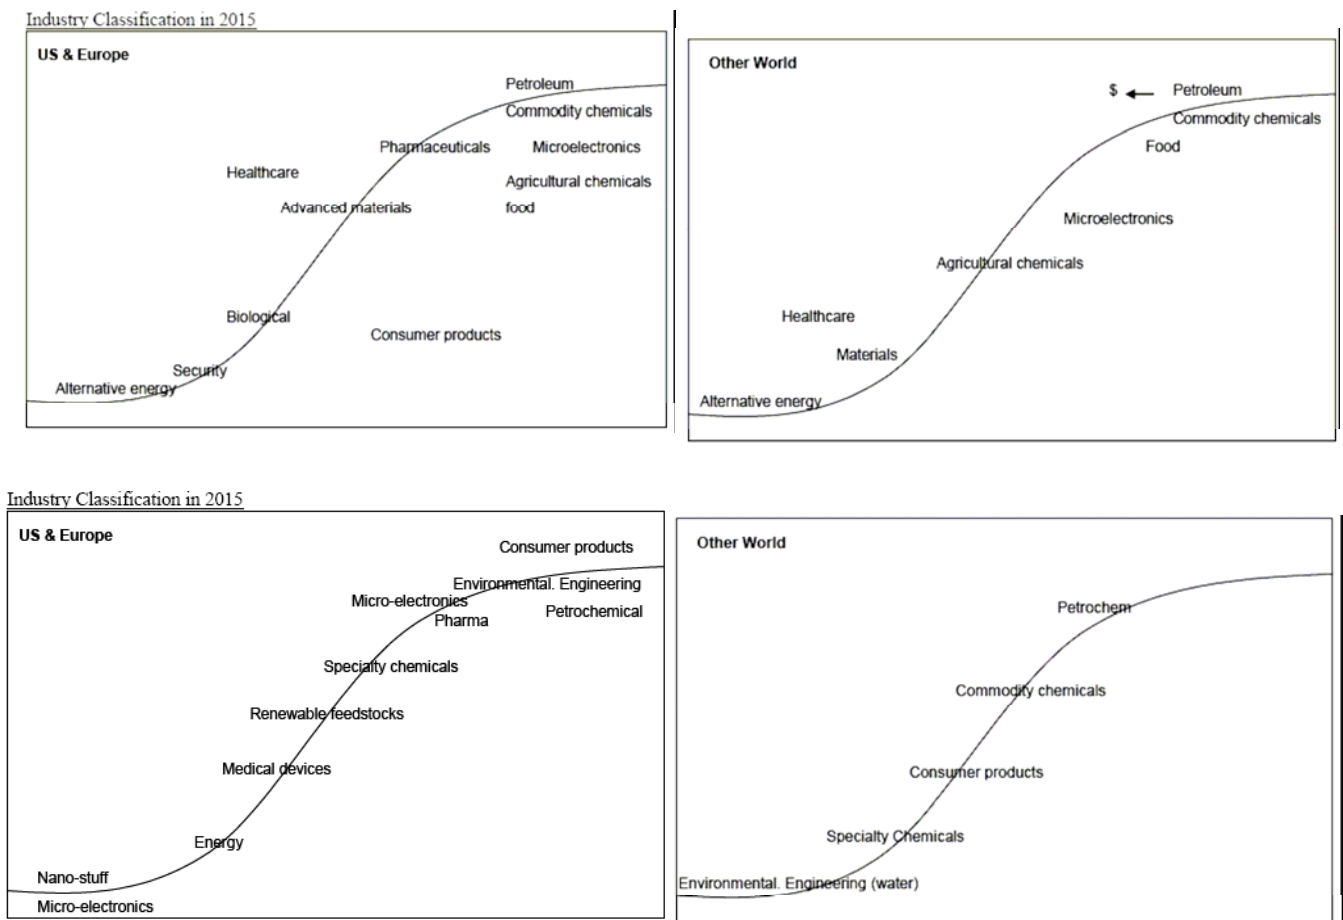 Industry Classification in 2015
US & Europe
Petroleum
Commodity chemicals
Pharmaceuticals
Microelectronics
Healthcare
Agricultural chemicals
Advanced materials
food
Biological
Consumer products
Security
Alternative energy
Other World
$
Petroleum
Commodity chemicals
Food
Microelectronics
Agricultural chemicals
Healthcare
Materials
Alternative energy
Industry Classification in 2015
US & Europe
Consumer products
Environmental. Engineering
Micro-electronics
Petrochemical
Pharma
Specialty chemicals
Renewable feedstocks
Medical devices
Energy
Nano-stuff
Micro-electronics
Other World
Petrochem
Commodity chemicals
Consumer products
Specialty Chemicals
Environmental. Engineering (water)